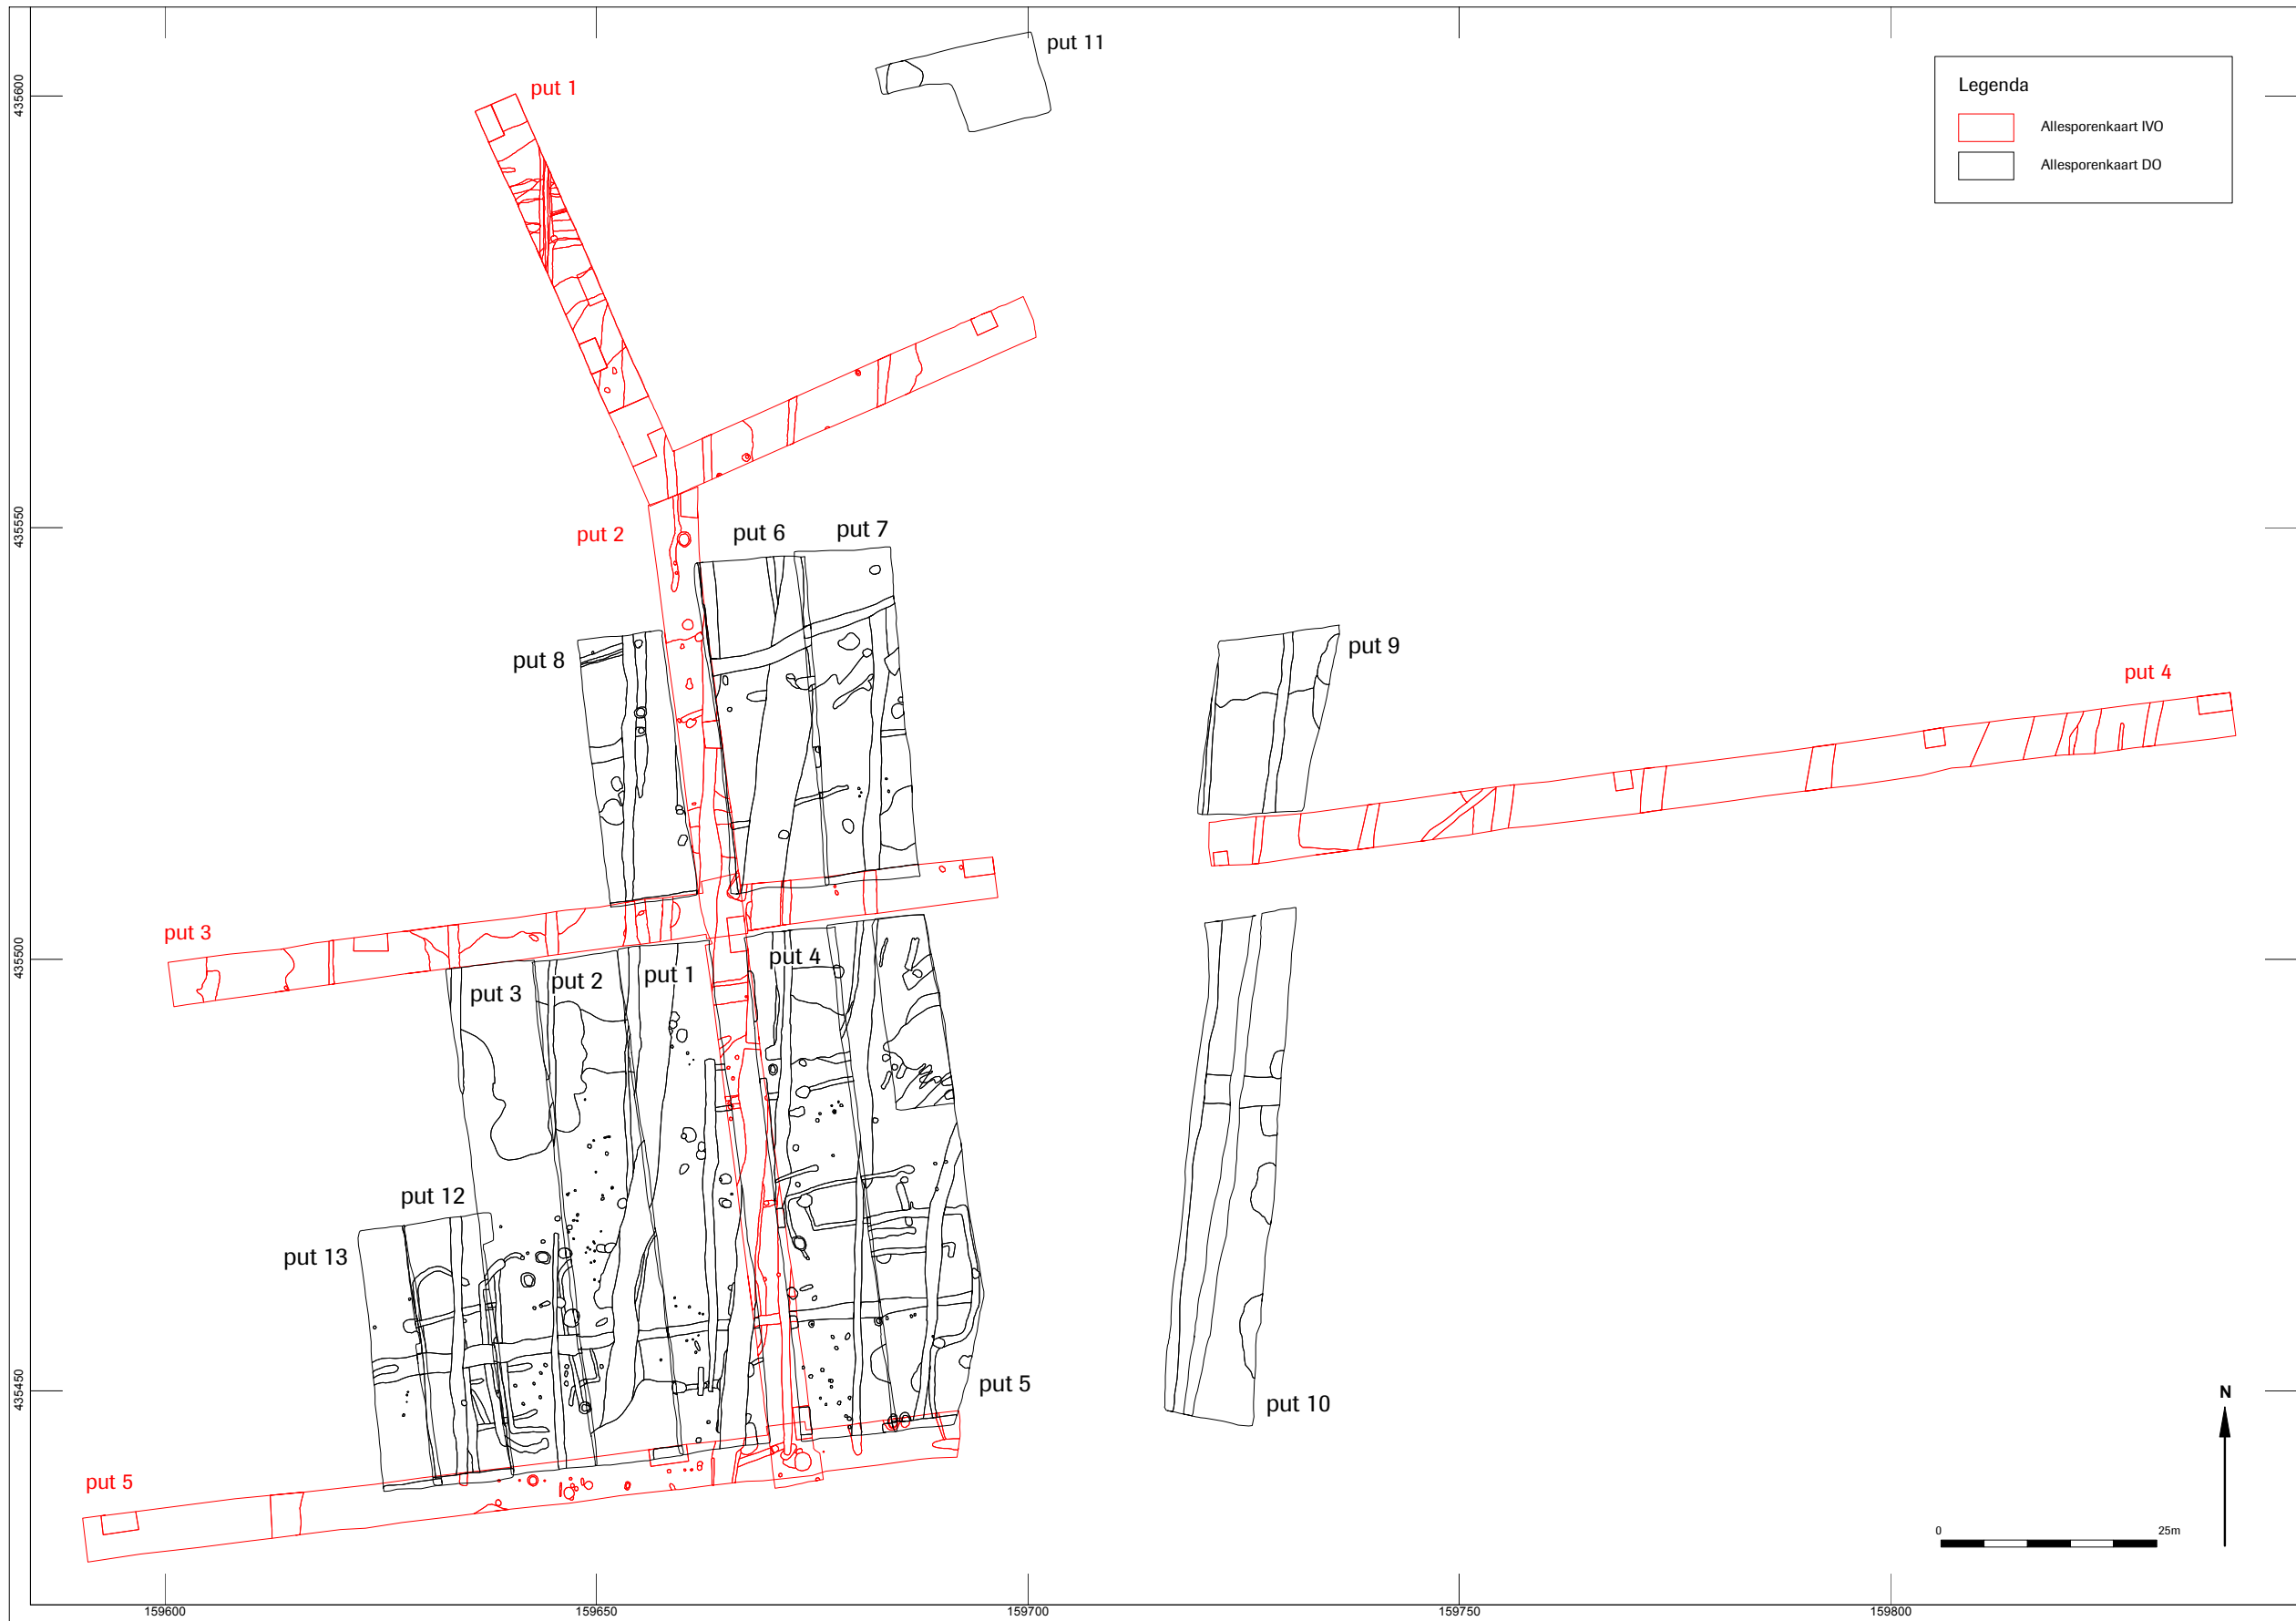 put 11
435600
put 1
Legenda
Allesporenkaart IVO
Allesporenkaart DO
435550
put 2
put 6
put 7
put 8
put 9
put 4
put 3
435500
put 4
put 1
put 2
put 3
put 12
put 13
435450
put 5
put 10
N
put 5
0
25m
159600
159650
159700
159750
159800